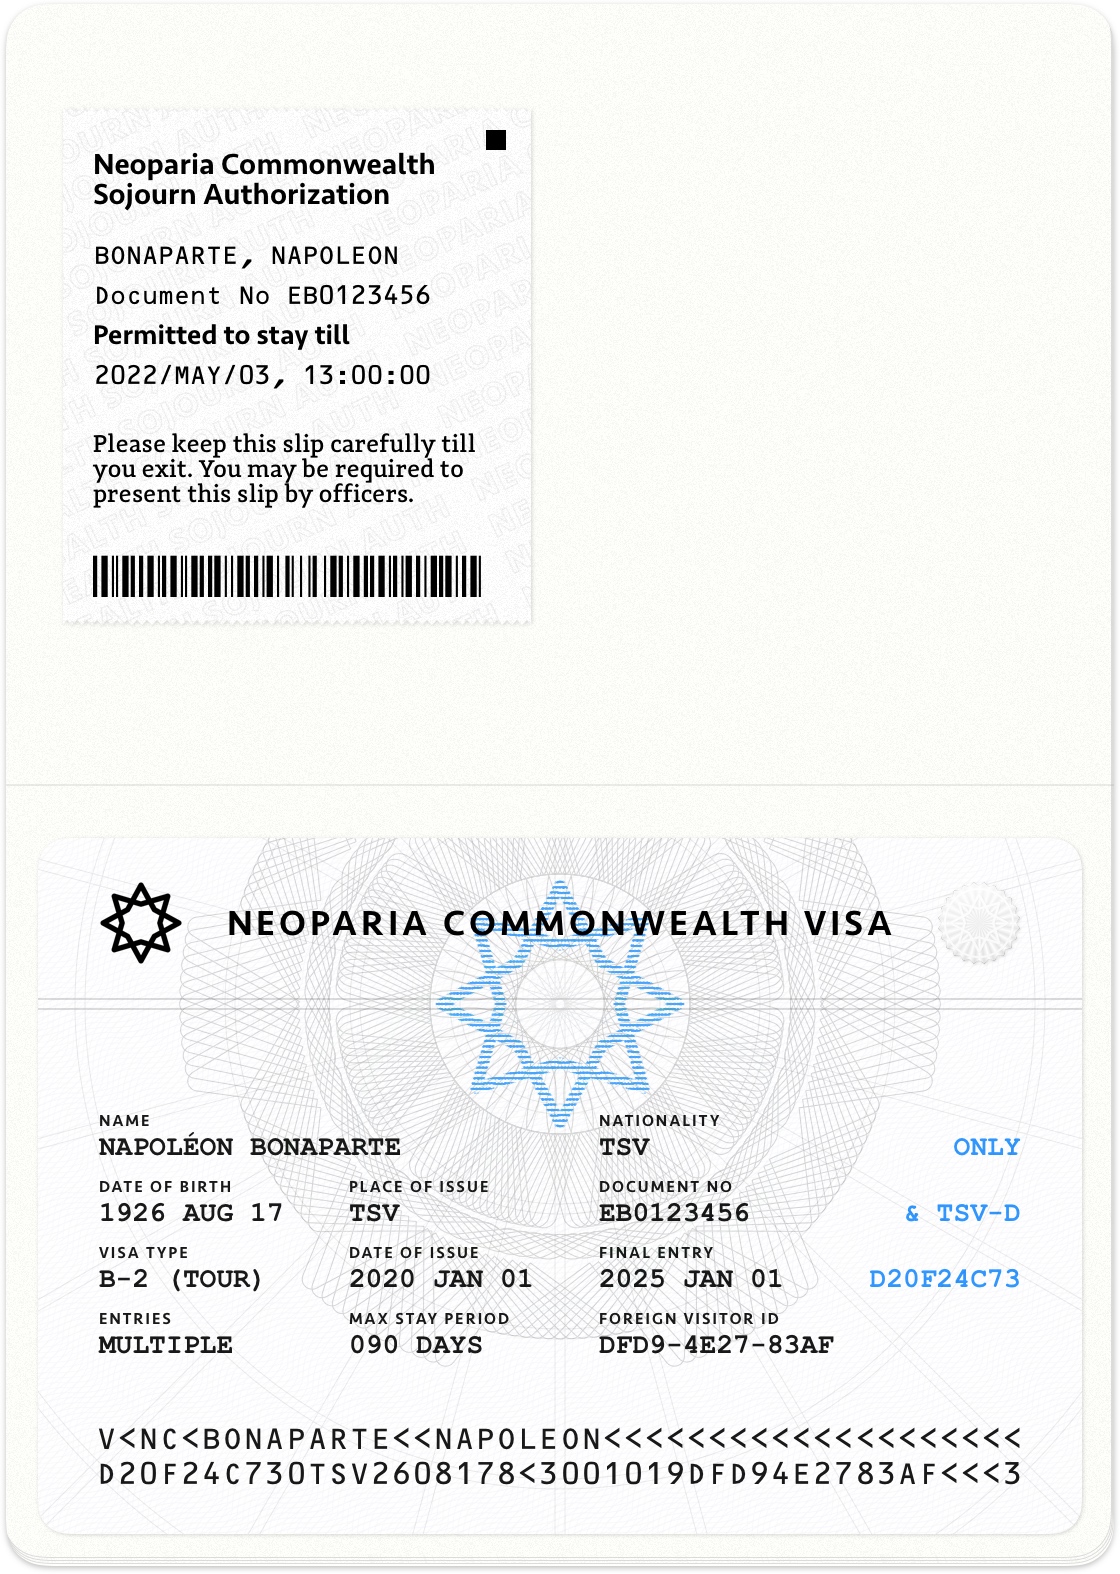 Neoparia Commonwealth
Sojourn Authorization
BONAPARTE, NAPOLEON
Document No EB0123456
Permitted to stay till
2022/MAY/03, 13:00:00
Please keep this slip carefully till
you exit. You may be required to
present this slip by officers.
NEOPARIA COMMONWEALTH VISA
NAME NATIONALITY
NAPOLÉON BONAPARTE TSV ONLY
DATE OF BIRTH PLACE OF ISSUE DOCUMENT NO
1926 AUG 17 TSV EB0123456 & TSV-D
VISA TYPE DATE OF ISSUE FINAL ENTRY
B-2 (TOUR) 2020 JAN 01 2025 JAN 01 D20F24C73
ENTRIES MAX STAY PERIOD FOREIGN VISITOR ID
MULTIPLE 090 DAYS DFD9-4E27-83AF
V<NC<BONAPARTE<<NAPOLEON<<<<<<<<<<<<<<<<<<<<
D20F24C730TSV2608178<3001019DFD94E2783AF<<<3